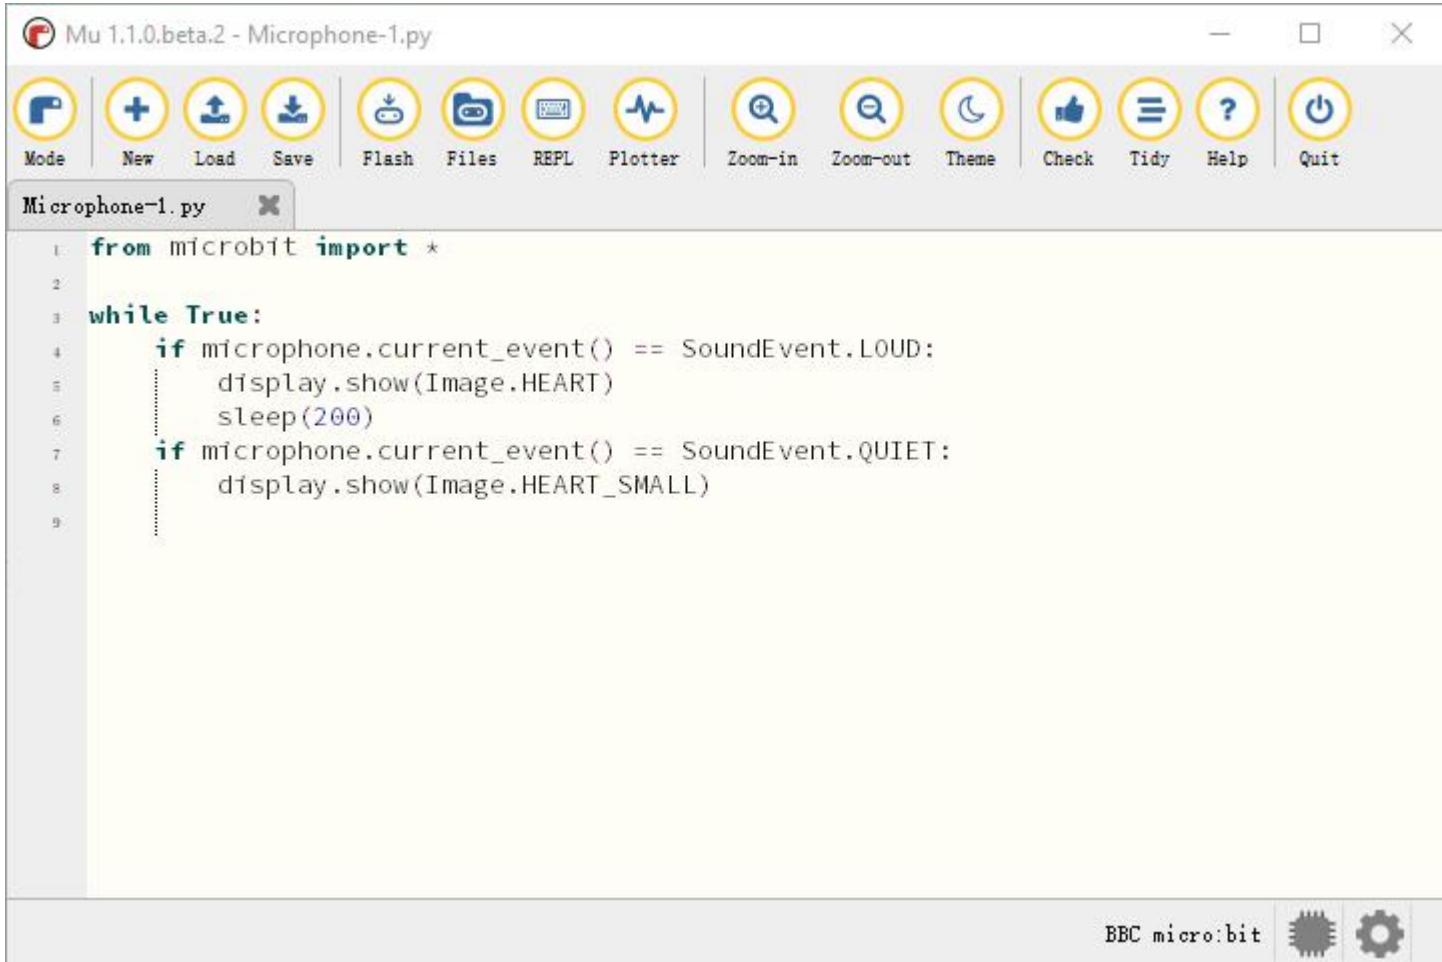 Mu 1.1.0.beta.2 - Microphone-1.py
Mode New Load Save Flash Files REPL Plotter Zoom-in Zoom-out Theme Check Tidy Help Quit
Microphone-1.py
1 from microbit import *
2
3 while True:
4 if microphone.current_event() == SoundEvent.LOUD:
5 display.show(Image.HEART)
6 sleep(200)
7 if microphone.current_event() == SoundEvent.QUIET:
8 display.show(Image.HEART_SMALL)
9
BBC micro:bit